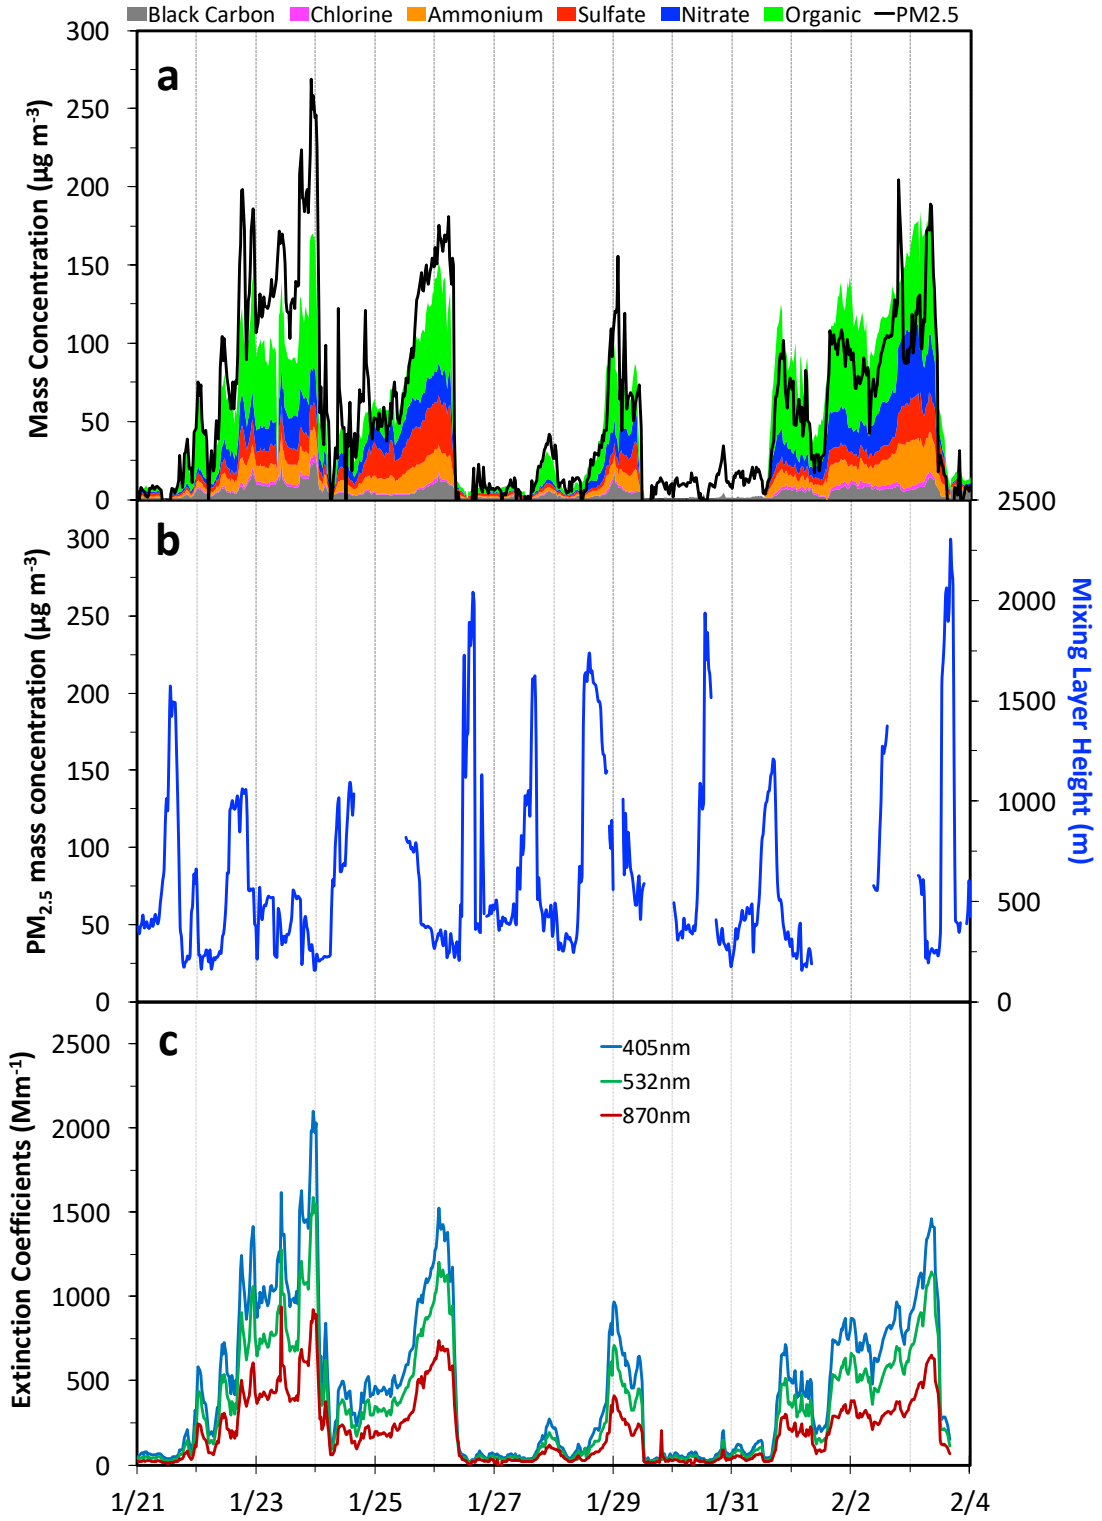 Black Carbon Chlorine Ammonium Sulfate Nitrate Organic PM2.5
a
Mass Concentration (µg m⁻³)
300
250
200
150
100
50
0
b
PM₂.₅ mass concentration (µg m⁻³)
300
250
200
150
100
50
0
2500
2000
1500
1000
500
0
Mixing Layer Height (m)
c
Extinction Coefficients (Mm⁻¹)
2500
2000
1500
1000
500
0
405nm
532nm
870nm
1/21 1/23 1/25 1/27 1/29 1/31 2/2 2/4